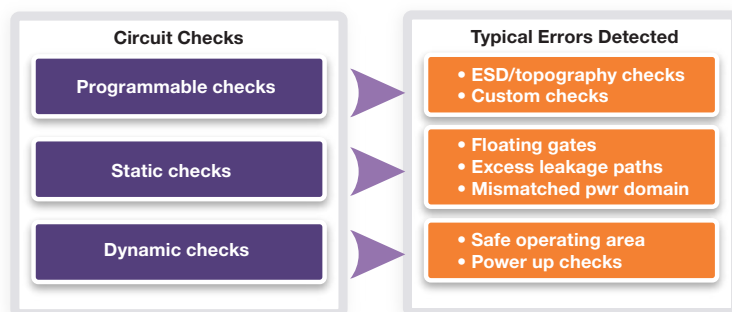 Circuit Checks
Programmable checks
Static checks
Dynamic checks
Typical Errors Detected
• ESD/topography checks
• Custom checks
• Floating gates
• Excess leakage paths
• Mismatched pwr domain
• Safe operating area
• Power up checks